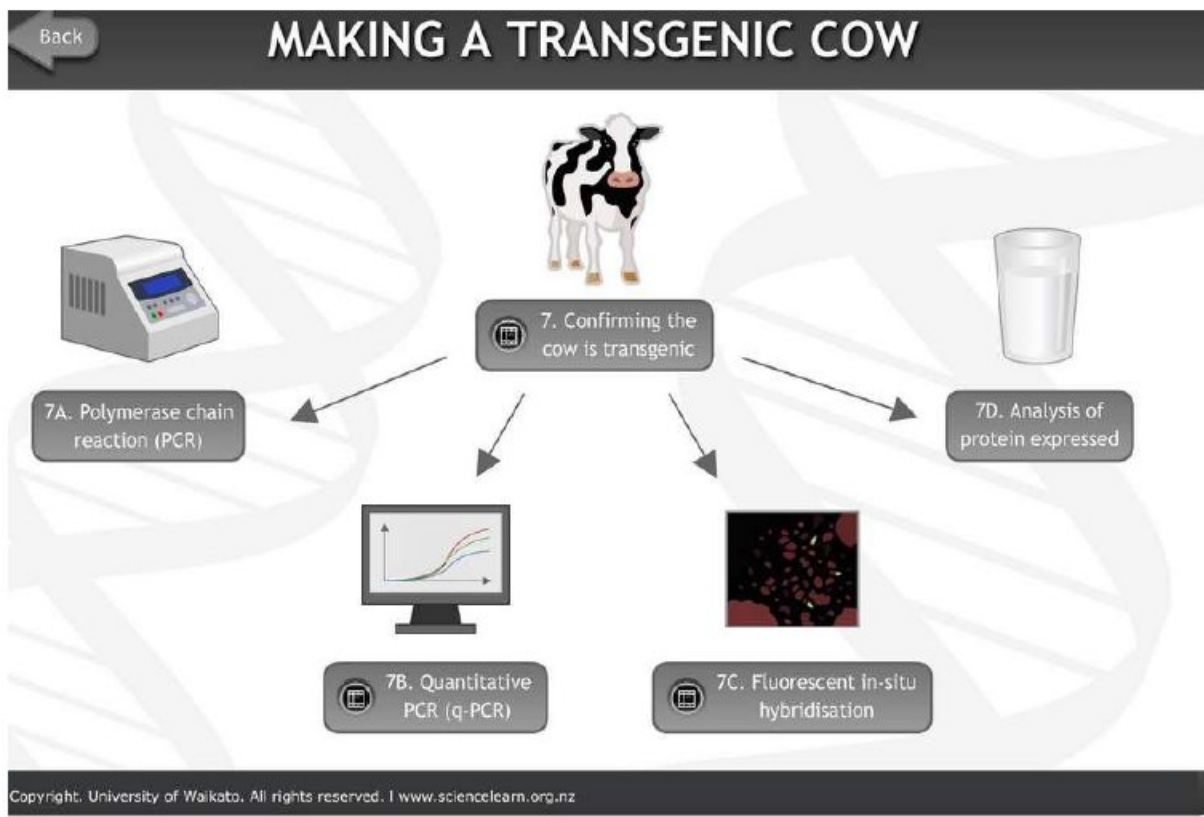 Back
MAKING A TRANSGENIC COW
7. Confirming the
cow is transgenic
7A. Polymerase chain
reaction (PCR)
7D. Analysis of
protein expressed
7B. Quantitative
PCR (q-PCR)
7C. Fluorescent in-situ
hybridisation
Copyright. University of Waikato. All rights reserved. I www.sciencelearn.org.nz